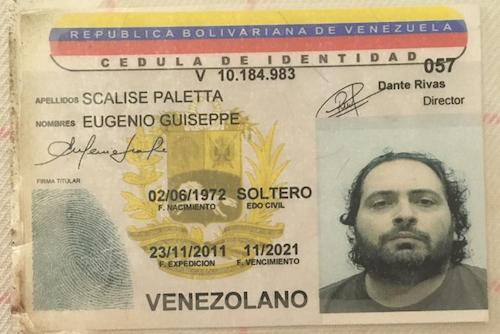 REPUBLICA BOLIVARIANA DE VENEZUELA
CEDULA DE IDENTIDAD
V 10.184.983
057
APELLIDOS SCALISE PALETTA
Dante Rivas
Director
NOMBRES EUGENIO GUISEPPE
FIRMA TITULAR
02/06/1972 SOLTERO
F. NACIMIENTO EDO CIVIL
23/11/2011 11/2021
F. EXPEDICION F. VENCIMIENTO
VENEZOLANO